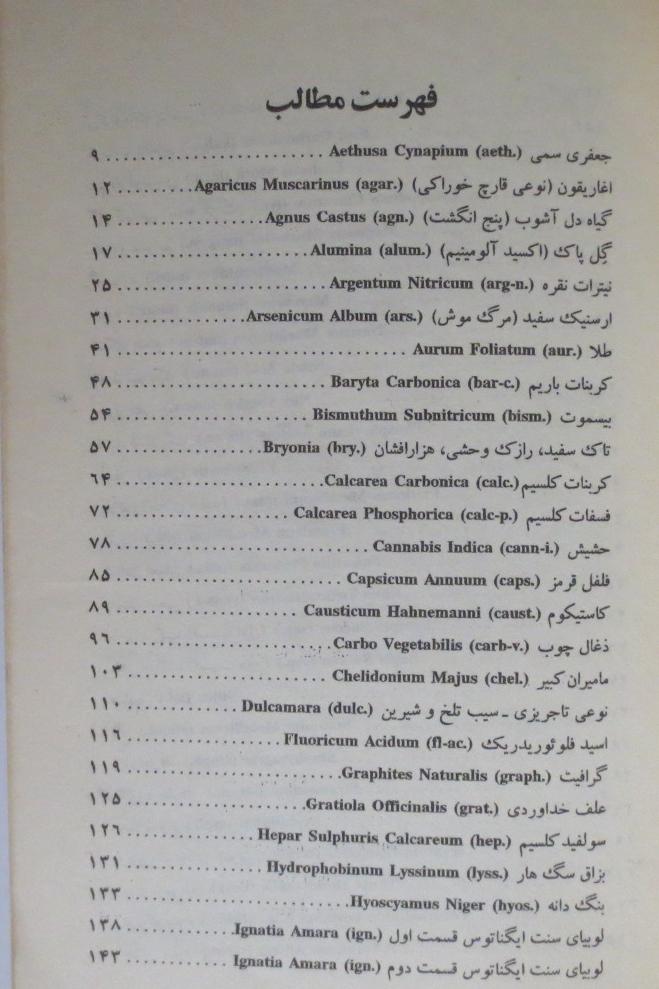 فهرست مطالب
جعفری سمی Aethusa Cynapium (aeth.) ........................ ۹
اغاریقون (نوعی قارچ خوراکی) Agaricus Muscarinus (agar.) ......... ۱۲
گیاه دل آشوب (پنج انگشت) Agnus Castus (agn.) ................. ۱۴
گِل پاک (اکسید آلومینیم) Alumina (alum.) ...................... ۱۷
نیترات نقره Argentum Nitricum (arg-n.) ........................ ۲۵
ارسنیک سفید (مرگ موش) Arsenicum Album (ars.) ............... ۳۱
طلا Aurum Foliatum (aur.) .................................. ۴۱
کربنات باریم Baryta Carbonica (bar-c.) ........................ ۴۸
بیسموت Bismuthum Subnitricum (bism.) ..................... ۵۴
تاک سفید، رازک وحشی، هزارافشان Bryonia (bry.) ................. ۵۷
کربنات کلسیم Calcarea Carbonica (calc.) ........................ ۶۴
فسفات کلسیم Calcarea Phosphorica (calc-p.) .................... ۷۲
حشیش Cannabis Indica (cann-i.) .............................. ۷۸
فلفل قرمز Capsicum Annuum (caps.) .......................... ۸۵
کاستیکوم Causticum Hahnemanni (caust.) ..................... ۸۹
ذغال چوب Carbo Vegetabilis (carb-v.) ......................... ۹۶
مامیران کبیر Chelidonium Majus (chel.) ........................ ۱۰۳
نوعی تاجریزی ـ سیب تلخ و شیرین Dulcamara (dulc.) ............. ۱۱۰
اسید فلوئوریدریک Fluoricum Acidum (fl-ac.) ................... ۱۱۶
گرافیت Graphites Naturalis (graph.) .......................... ۱۱۹
علف خداوردی Gratiola Officinalis (grat.) ...................... ۱۲۵
سولفید کلسیم Hepar Sulphuris Calcareum (hep.) ............... ۱۲۶
بزاق سگ هار Hydrophobinum Lyssinum (lyss.) ................ ۱۳۱
بنگ دانه Hyoscyamus Niger (hyos.) .......................... ۱۳۳
لوبیای سنت ایگناتوس قسمت اول Ignatia Amara (ign.) ............. ۱۳۸
لوبیای سنت ایگناتوس قسمت دوم Ignatia Amara (ign.) ............ ۱۴۳